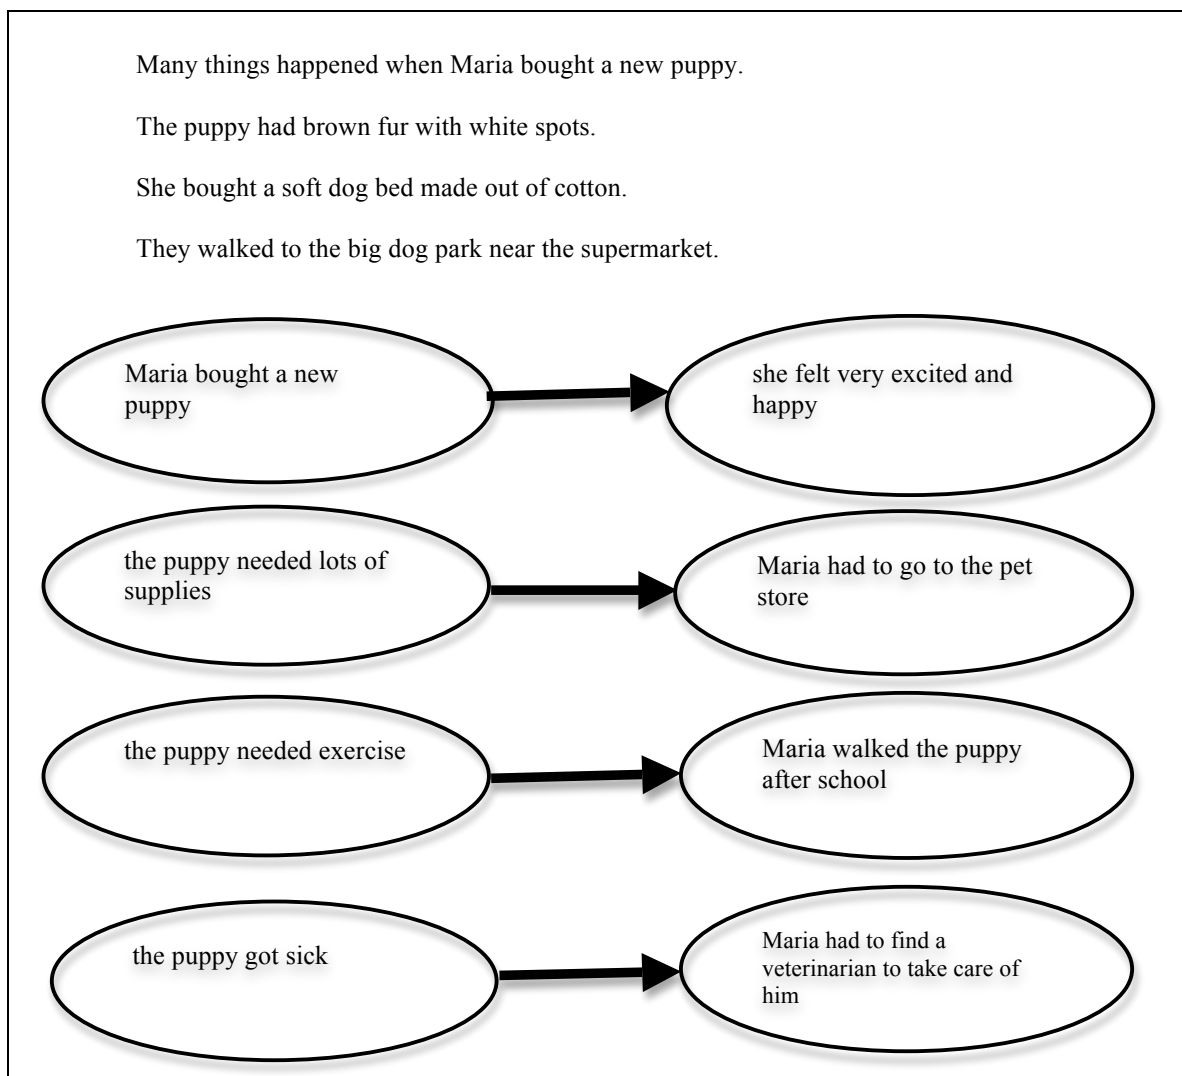 Many things happened when Maria bought a new puppy.
The puppy had brown fur with white spots.
She bought a soft dog bed made out of cotton.
They walked to the big dog park near the supermarket.
Maria bought a new
puppy
she felt very excited and
happy
the puppy needed lots of
supplies
Maria had to go to the pet
store
the puppy needed exercise
Maria walked the puppy
after school
the puppy got sick
Maria had to find a
veterinarian to take care of
him